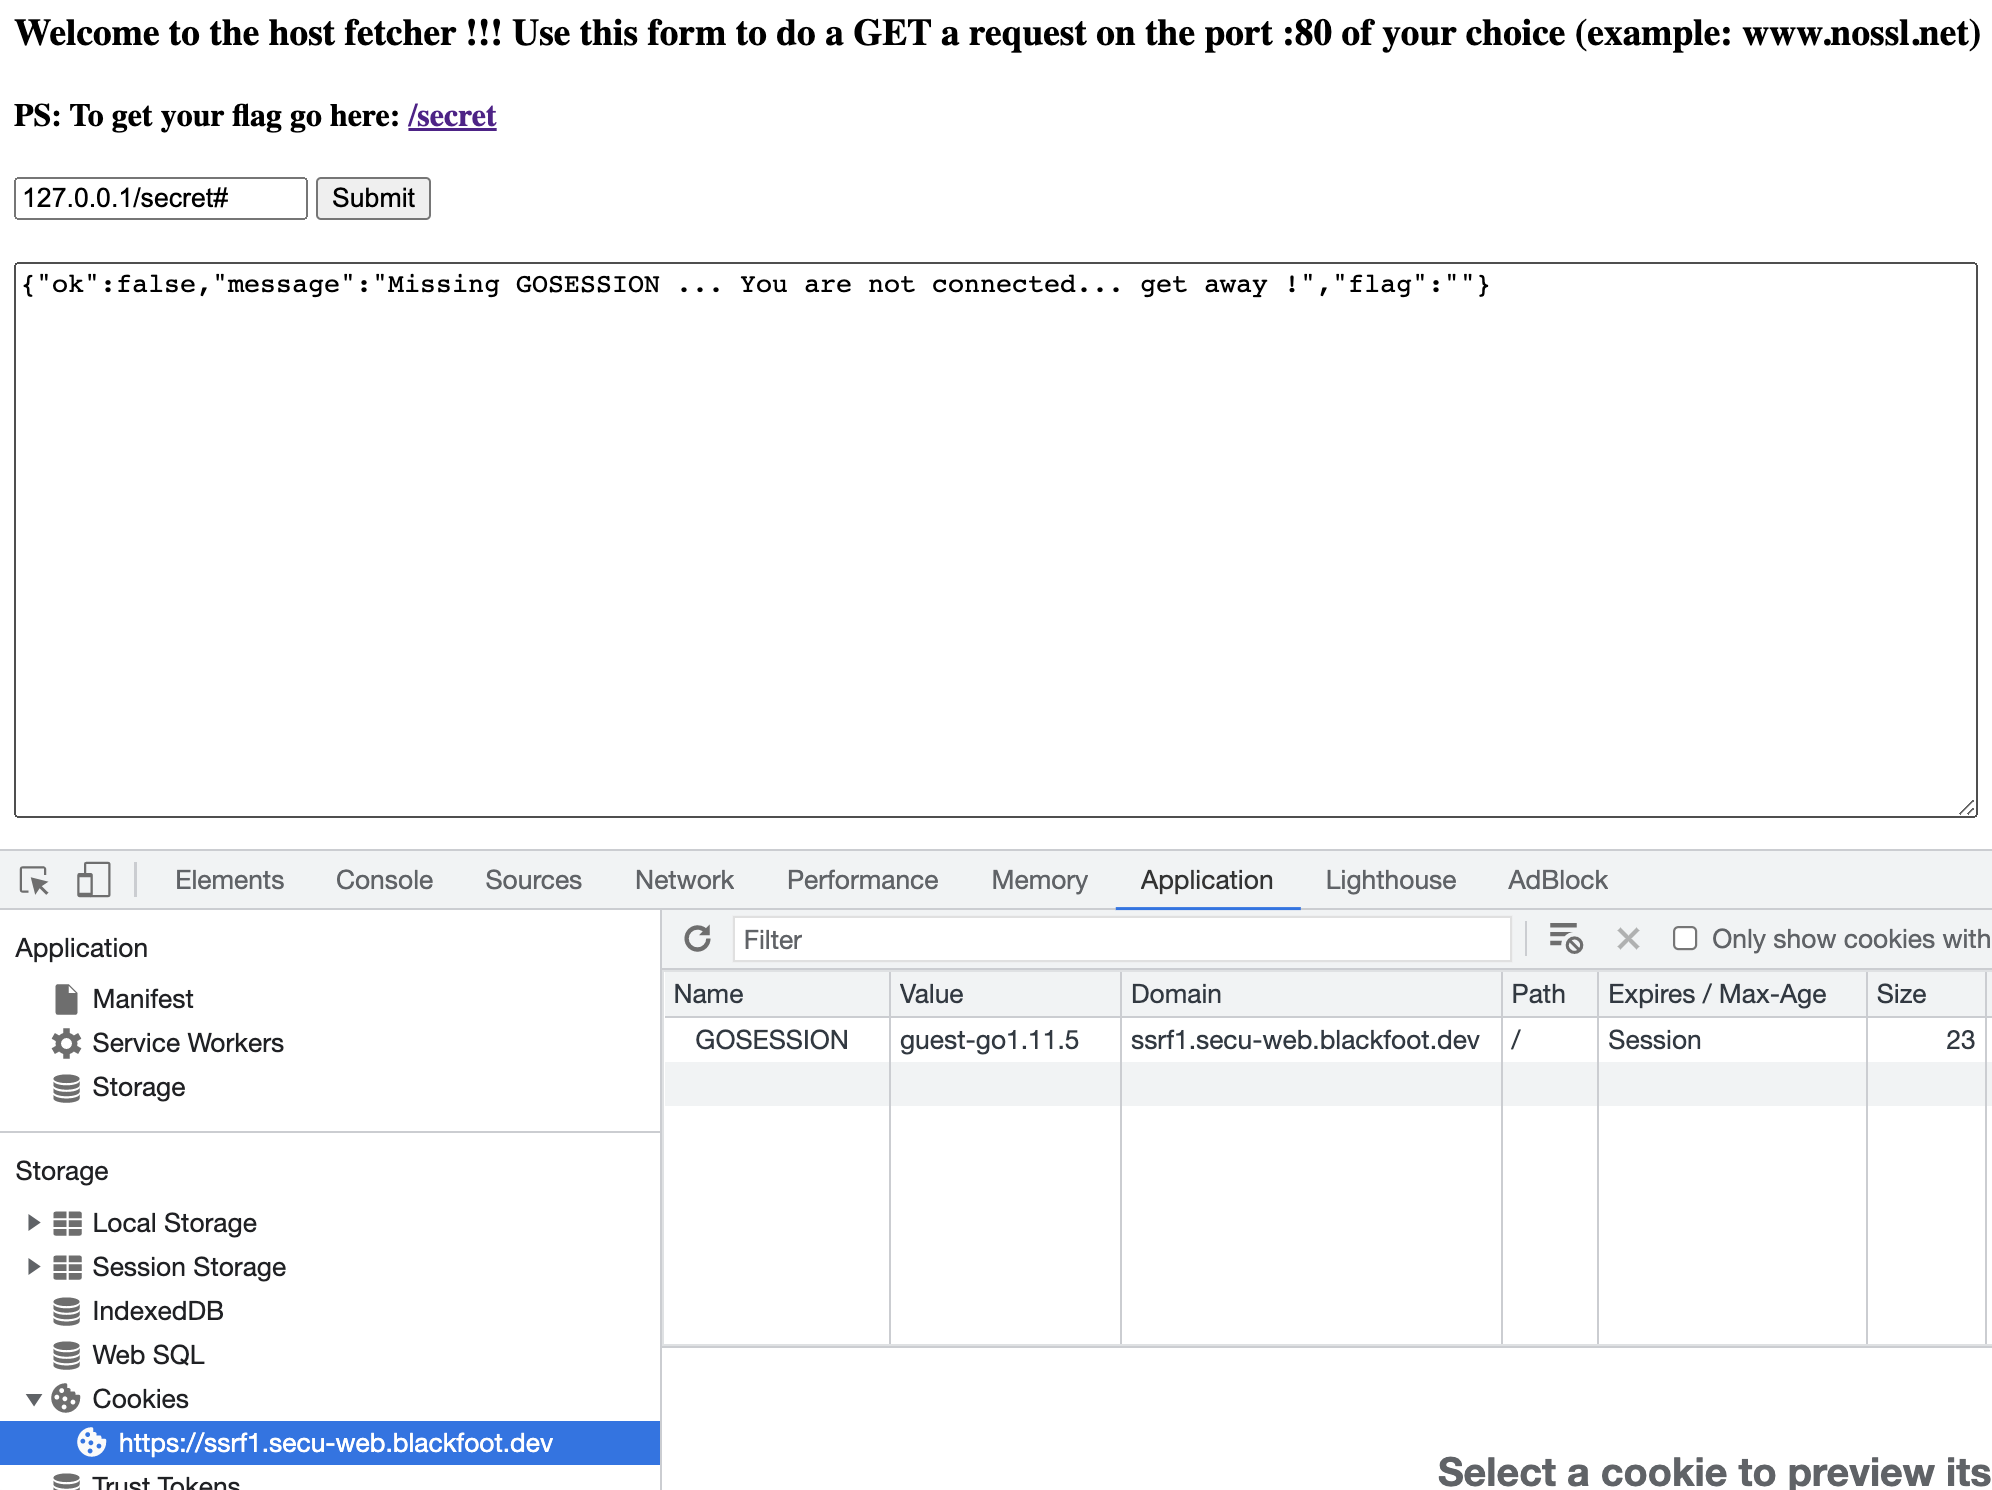 Welcome to the host fetcher !!! Use this form to do a GET a request on the port :80 of your choice (example: www.nossl.net)
PS: To get your flag go here: /secret
127.0.0.1/secret# Submit
{"ok":false,"message":"Missing GOSESSION ... You are not connected... get away !","flag":""}
Elements Console Sources Network Performance Memory Application Lighthouse AdBlock
Application
Manifest
Service Workers
Storage
Storage
Local Storage
Session Storage
IndexedDB
Web SQL
Cookies
https://ssrf1.secu-web.blackfoot.dev
Trust Tokens
Filter Only show cookies with
Name Value Domain Path Expires / Max-Age Size
GOSESSION guest-go1.11.5 ssrf1.secu-web.blackfoot.dev / Session 23
Select a cookie to preview its